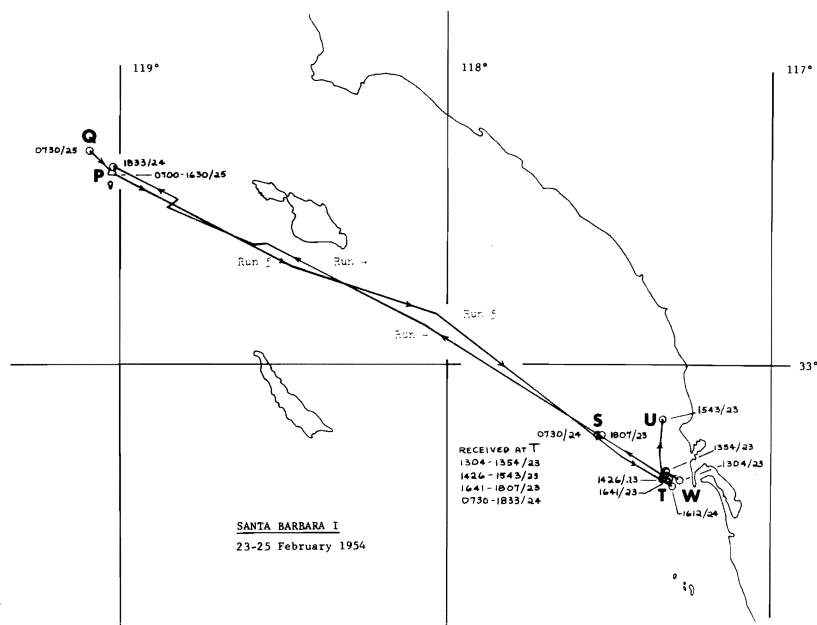 119°
118°
117°
Q
0730/25
1833/24
P
0700-1630/25
Run 5
Run 4
Run 5
Run 4
33°
S
U
1543/23
0730/24
1807/23
RECEIVED AT T
1304-1354/23
1426-1543/23
1641-1807/23
0730-1833/24
1354/23
1304/23
1426/23
1641/23
T
W
1612/24
SANTA BARBARA I
23-25 February 1954